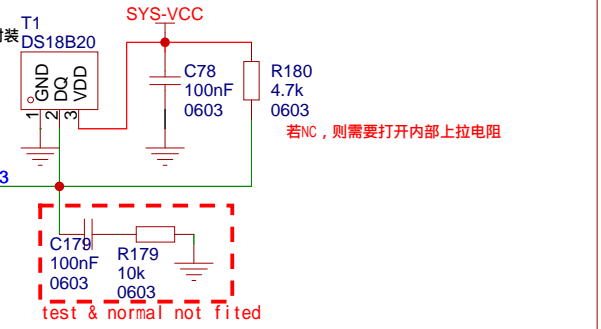 SYS-VCC
封装
T1
DS18B20
GND
DQ
VDD
1
2
3
C78
100nF
0603
R180
4.7k
0603
若NC，则需要打开内部上拉电阻
3
C179
100nF
0603
R179
10k
0603
test & normal not fited